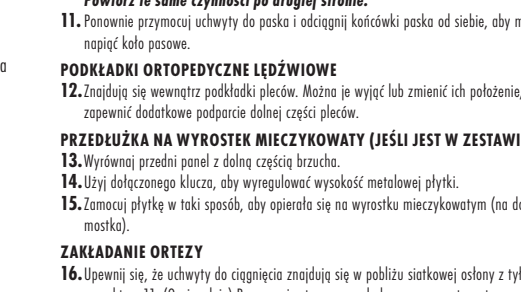 Powtórz te same czynności po drugiej stronie.
11. Ponownie przymocuj uchwyty do paska i odciągnij końcówki paska od siebie, aby
napiąć koło pasowe.
a
PODKŁADKI ORTOPEDYCZNE LĘDŹWIOWE
12. Znajdują się wewnątrz podkładki pleców. Można je wyjąć lub zmienić ich położenie,
zapewnić dodatkowe podparcie dolnej części pleców.
PRZEDŁUŻKA NA WYROSTEK MIECZYKOWATY (JEŚLI JEST W ZESTAWI
13. Wyrównaj przedni panel z dolną częścią brzucha.
14. Użyj dołączonego klucza, aby wyregulować wysokość metalowej płytki.
15. Zamocuj płytkę w taki sposób, aby opierała się na wyrostku mieczykowatym (na
mostka).
ZAKŁADANIE ORTEZY
16. Upewnij się, że uchwyty do ciągnięcia znajdują się w pobliżu siatkowej osłony z